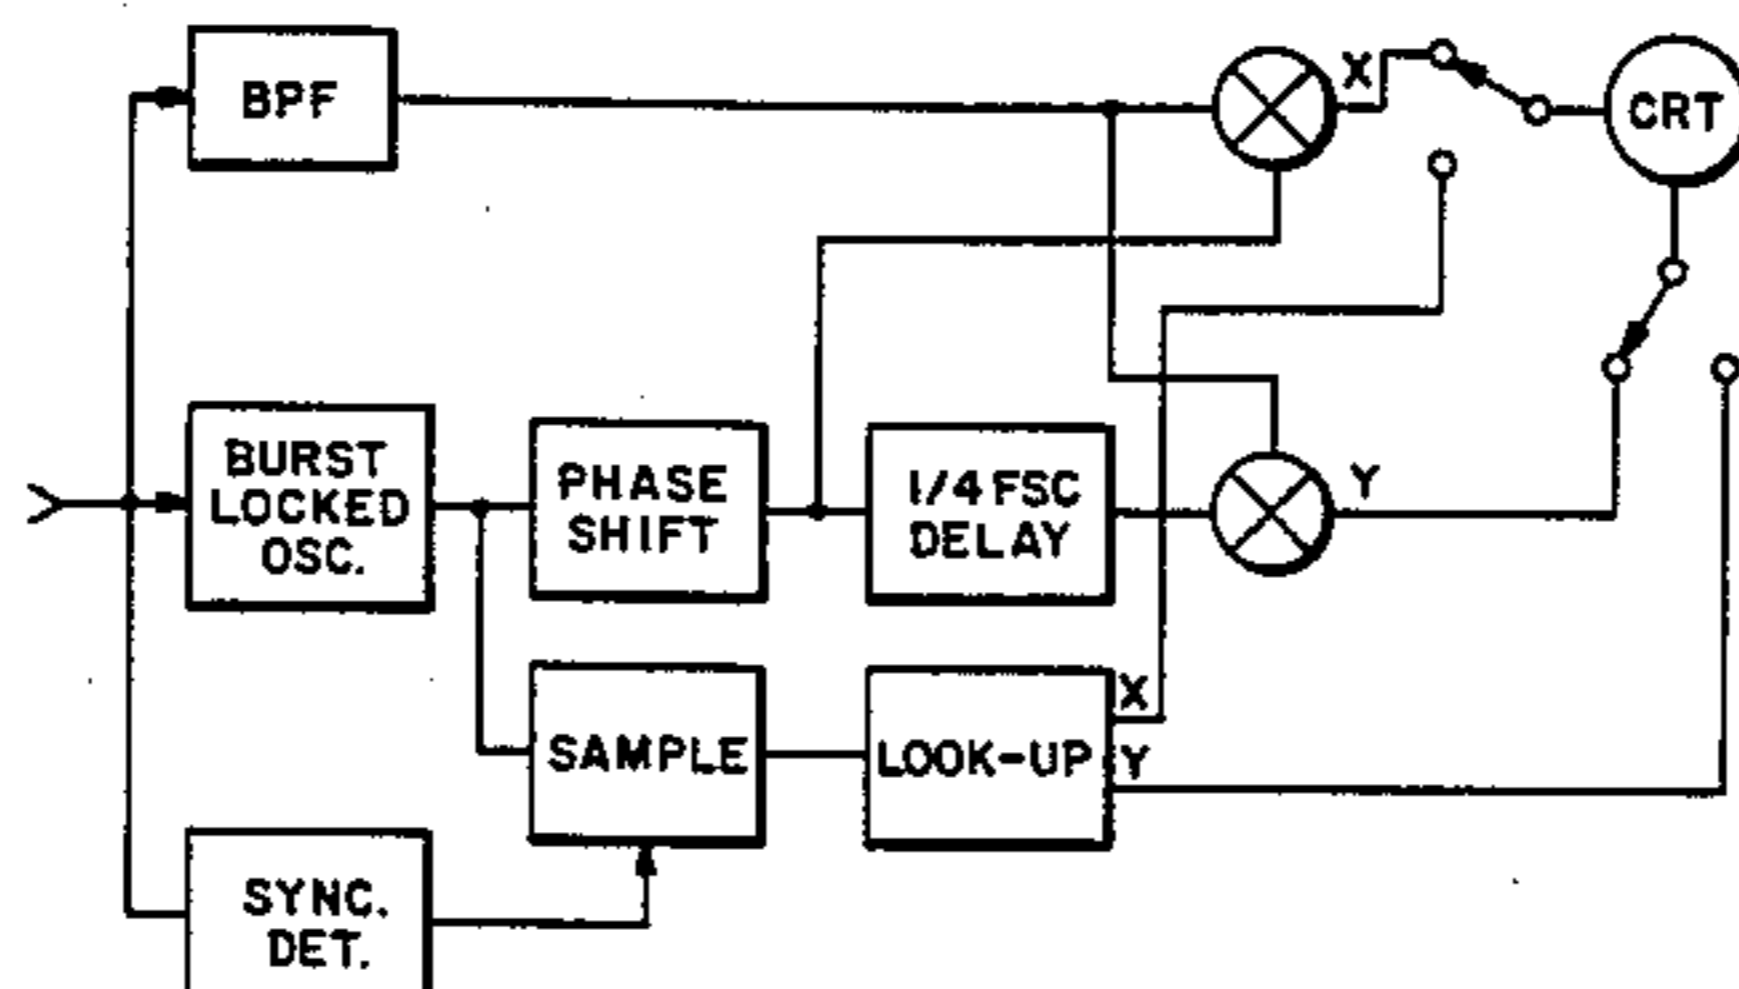 BPF
X
CRT
BURST
LOCKED
OSC.
PHASE
SHIFT
1/4 FSC
DELAY
Y
SAMPLE
LOOK-UP
X
Y
SYNC.
DET.